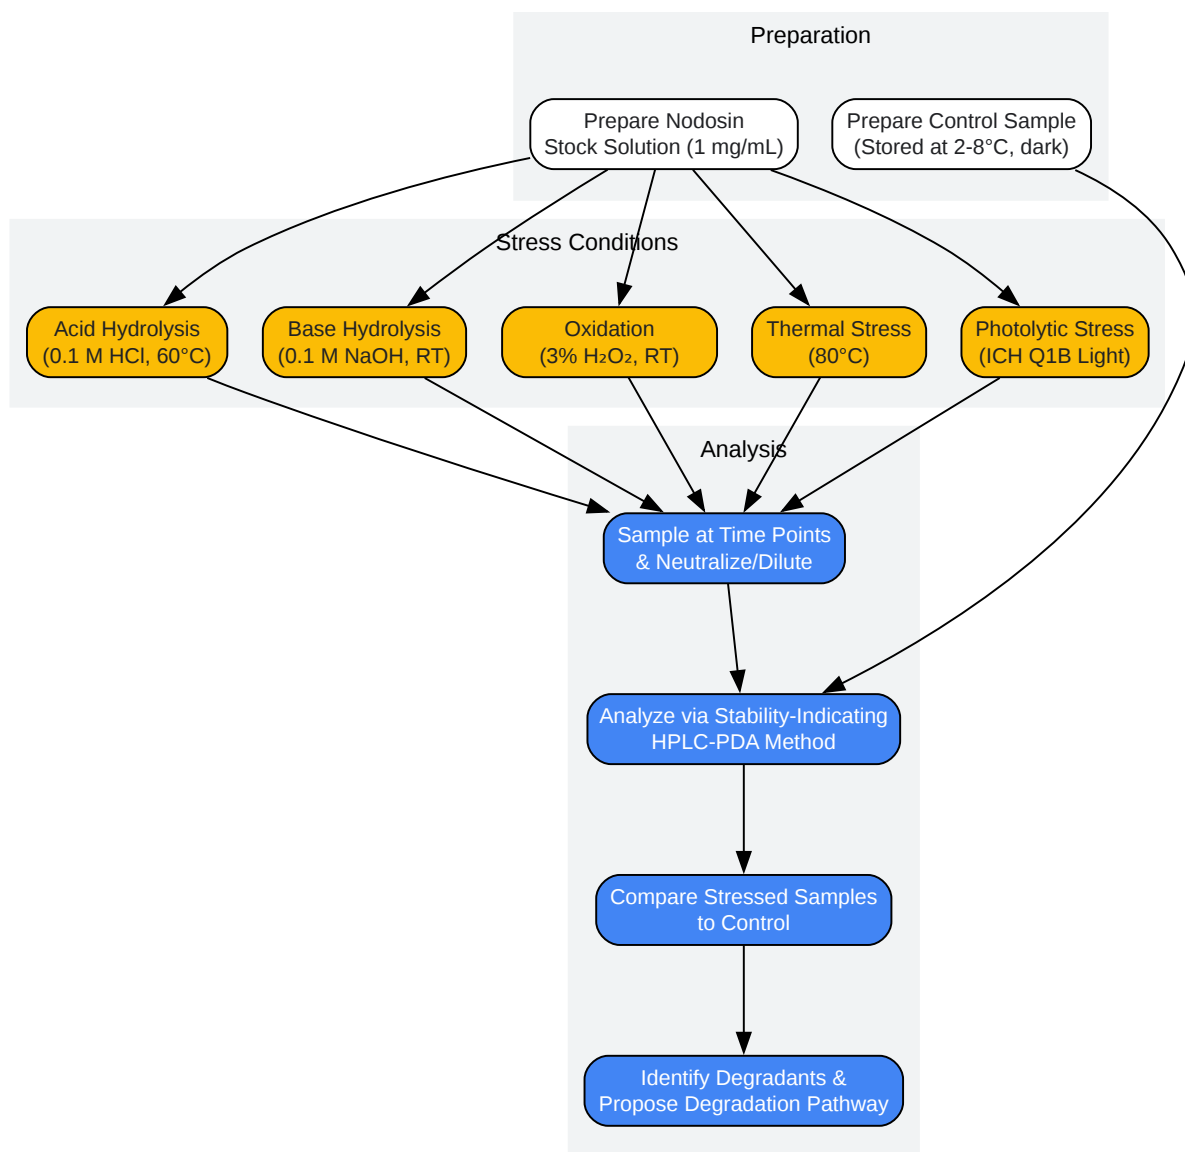 Preparation
Prepare Nodosin
Stock Solution (1 mg/mL)
Prepare Control Sample
(Stored at 2-8°C, dark)
Stress Conditions
Acid Hydrolysis
(0.1 M HCl, 60°C)
Base Hydrolysis
(0.1 M NaOH, RT)
Oxidation
(3% H₂O₂, RT)
Thermal Stress
(80°C)
Photolytic Stress
(ICH Q1B Light)
Analysis
Sample at Time Points
& Neutralize/Dilute
Analyze via Stability-Indicating
HPLC-PDA Method
Compare Stressed Samples
to Control
Identify Degradants &
Propose Degradation Pathway